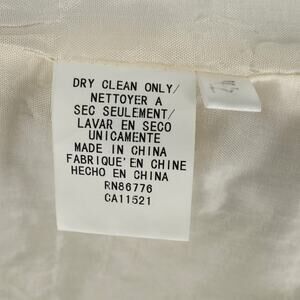 DRY CLEAN ONLY/
NETTOYER A
SEC SEULEMENT/
LAVAR EN SECO
UNICAMENTE
MADE IN CHINA
FABRIQUE'EN CHINE
HECHO EN CHINA
RN86776
CA11521